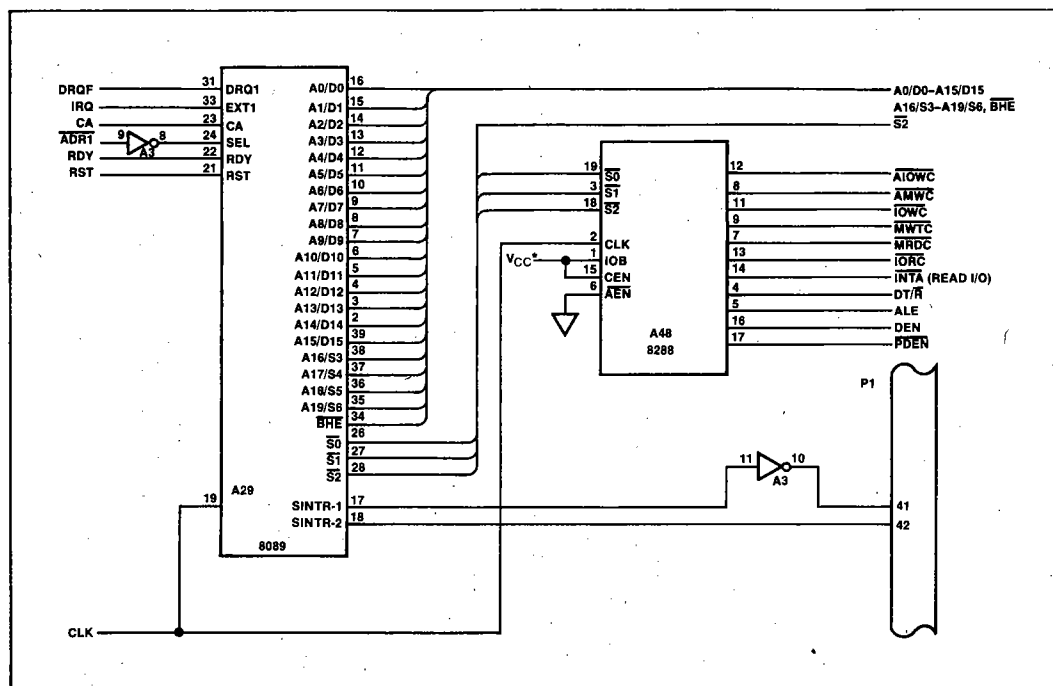 DRQF 31 DRQ1
IRQ 33 EXT1
CA 23 CA
ADR1 9 8 24 SEL
A3
RDY 22 RDY
RST 21 RST
A0/D0 16
A1/D1 15
A2/D2 14
A3/D3 13
A4/D4 12
A5/D5 11
A6/D6 10
A7/D7 9
A8/D8 8
A9/D9 7
A10/D10 6
A11/D11 5
A12/D12 4
A13/D13 3
A14/D14 2
A15/D15 39
A16/S3 38
A17/S4 37
A18/S5 36
A19/S6 35
BHE 34
S0 26
S1 27
S2 28
19 A29
SINTR-1 17
SINTR-2 18
8089
CLK
A0/D0–A15/D15
A16/S3–A19/S6, BHE
S2
19 S0
3 S1
18 S2
2 CLK
VCC* 1 IOB
15 CEN
6 AEN
A48
8288
12 AIOWC
8 AMWC
11 IOWC
9 MWTC
7 MRDC
13 IORC
14 INTA (READ I/O)
4 DT/R
5 ALE
16 DEN
17 PDEN
P1
11 10
A3
41
42